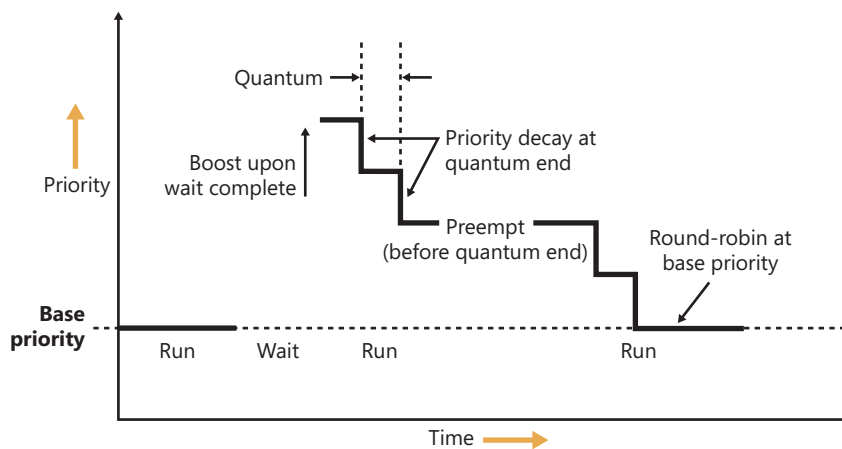 Quantum
Priority decay at
quantum end
Boost upon
wait complete
Priority
Preempt
(before quantum end)
Round-robin at
base priority
Base
priority
Run
Wait
Run
Run
Time